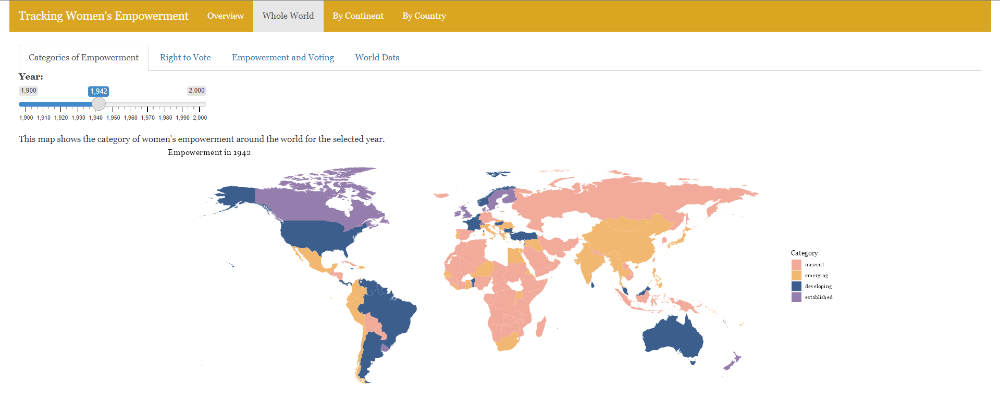 Tracking Women's Empowerment Overview Whole World By Continent By Country
Categories of Empowerment Right to Vote Empowerment and Voting World Data
Year:
1,900 1,942 2,000
1,900 1,910 1,920 1,930 1,940 1,950 1,960 1,970 1,980 1,990 2,000
This map shows the category of women's empowerment around the world for the selected year.
Empowerment in 1942
Category
nascent
emerging
developing
established